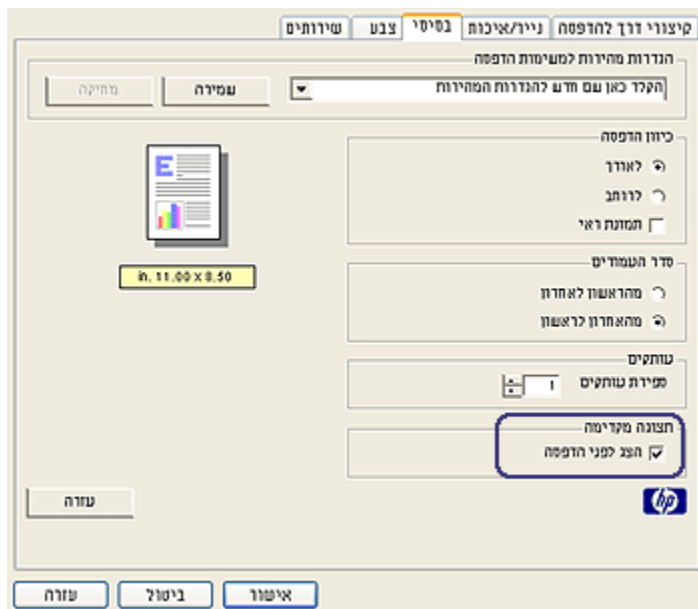 קיצורי דרך להדפסה נייר/איכות בסיסי צבע שירותים
הגדרות מהירות למשימות הדפסה
הקלד כאן שם חדש להגדרות המהירות שמירה מחיקה
כיוון הדפסה
לאורך
לרוחב
תמונת ראי
E
in. 11.00 x 8.50
סדר העמודים
מהראשון לאחרון
מהאחרון לראשון
עותקים
ספירת עותקים 1
תצוגה מקדימה
הצג לפני הדפסה
עזרה
hp
אישור ביטול עזרה